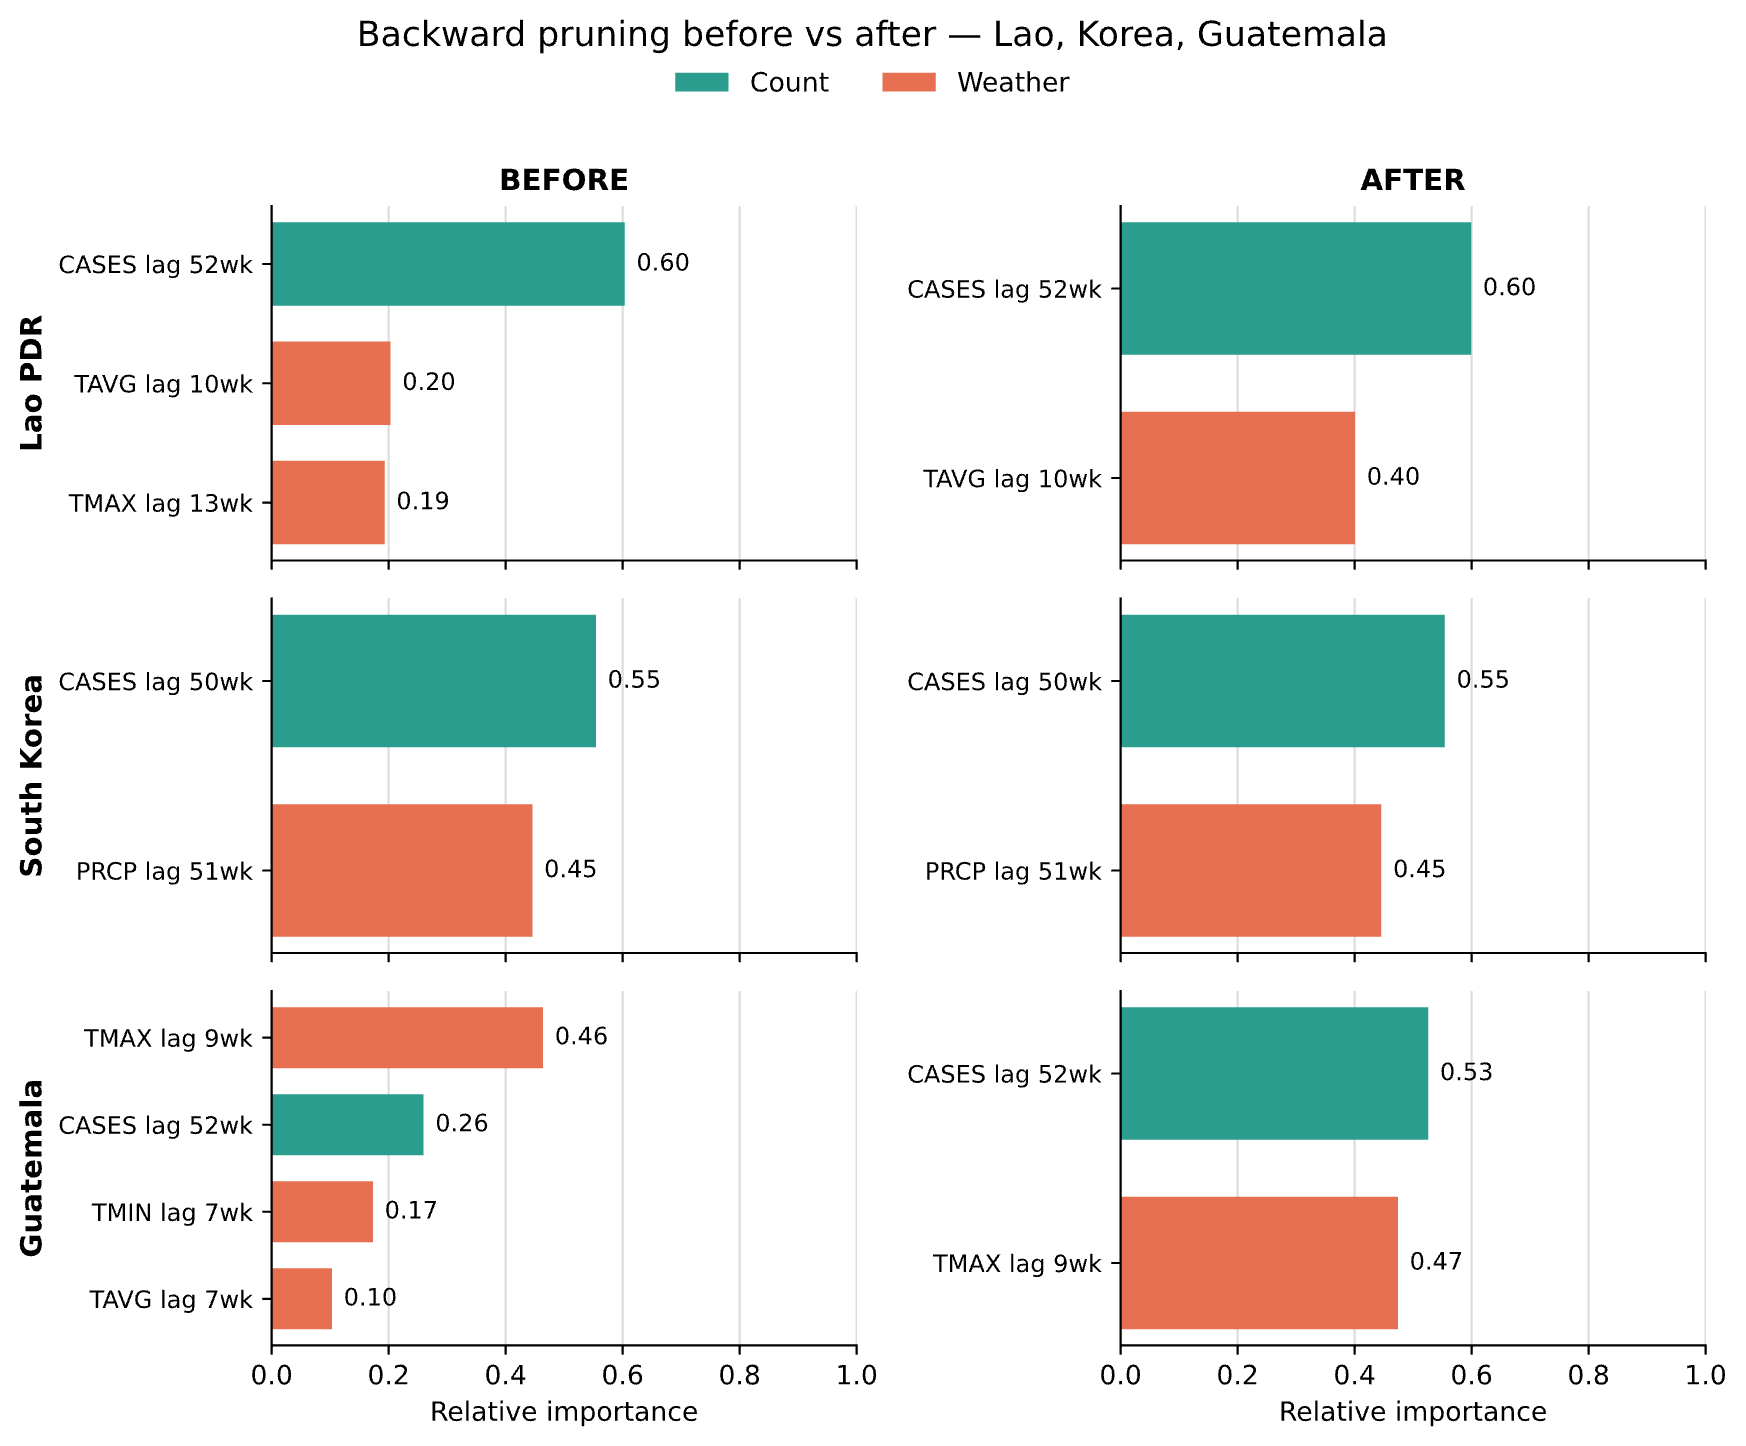 Backward pruning before vs after — Lao, Korea, Guatemala
Count
Weather
BEFORE
AFTER
Lao PDR
CASES lag 52wk
0.60
TAVG lag 10wk
0.20
TMAX lag 13wk
0.19
CASES lag 52wk
0.60
TAVG lag 10wk
0.40
South Korea
CASES lag 50wk
0.55
PRCP lag 51wk
0.45
CASES lag 50wk
0.55
PRCP lag 51wk
0.45
Guatemala
TMAX lag 9wk
0.46
CASES lag 52wk
0.26
TMIN lag 7wk
0.17
TAVG lag 7wk
0.10
0.0 0.2 0.4 0.6 0.8 1.0
Relative importance
CASES lag 52wk
0.53
TMAX lag 9wk
0.47
0.0 0.2 0.4 0.6 0.8 1.0
Relative importance